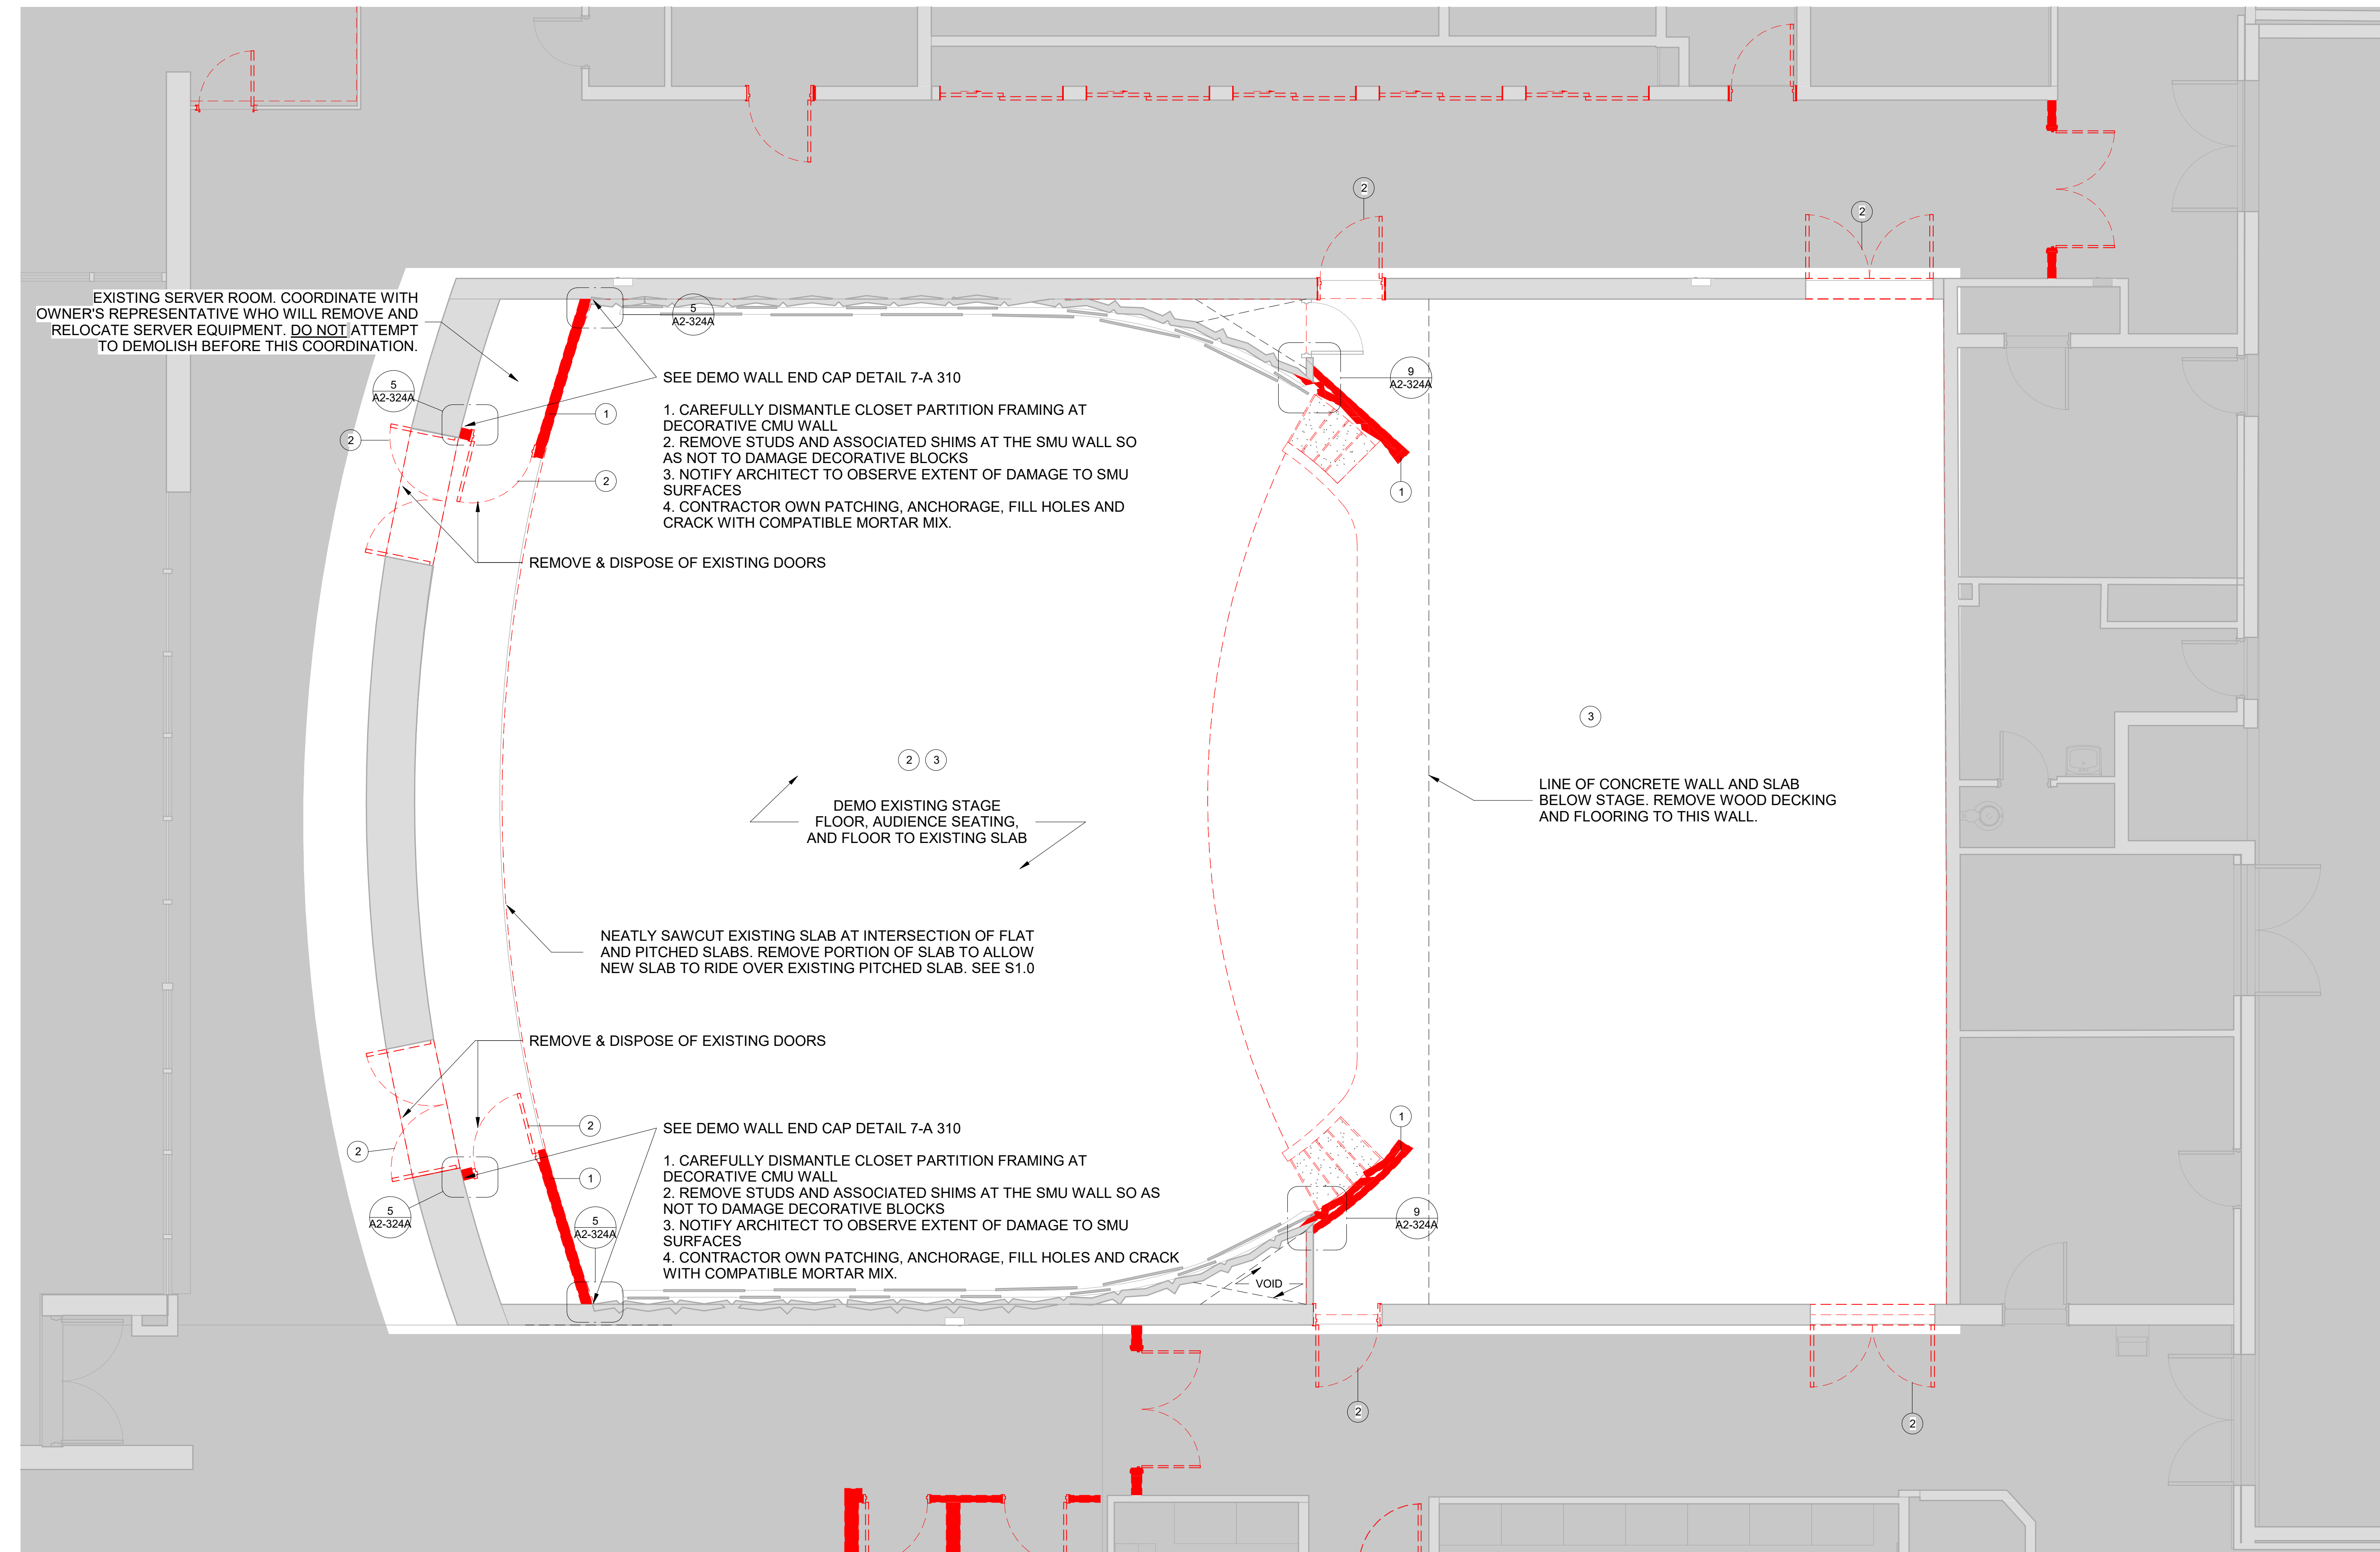 2
2
EXISTING SERVER ROOM. COORDINATE WITH
OWNER'S REPRESENTATIVE WHO WILL REMOVE AND
RELOCATE SERVER EQUIPMENT. DO NOT ATTEMPT
TO DEMOLISH BEFORE THIS COORDINATION.
5
A2-324A
5
A2-324A
9
A2-324A
2
1
2
1
SEE DEMO WALL END CAP DETAIL 7-A 310
1. CAREFULLY DISMANTLE CLOSET PARTITION FRAMING AT
DECORATIVE CMU WALL
2. REMOVE STUDS AND ASSOCIATED SHIMS AT THE SMU WALL SO
AS NOT TO DAMAGE DECORATIVE BLOCKS
3. NOTIFY ARCHITECT TO OBSERVE EXTENT OF DAMAGE TO SMU
SURFACES
4. CONTRACTOR OWN PATCHING, ANCHORAGE, FILL HOLES AND
CRACK WITH COMPATIBLE MORTAR MIX.
REMOVE & DISPOSE OF EXISTING DOORS
3
2 3
DEMO EXISTING STAGE
FLOOR, AUDIENCE SEATING,
AND FLOOR TO EXISTING SLAB
LINE OF CONCRETE WALL AND SLAB
BELOW STAGE. REMOVE WOOD DECKING
AND FLOORING TO THIS WALL.
NEATLY SAWCUT EXISTING SLAB AT INTERSECTION OF FLAT
AND PITCHED SLABS. REMOVE PORTION OF SLAB TO ALLOW
NEW SLAB TO RIDE OVER EXISTING PITCHED SLAB. SEE S1.0
REMOVE & DISPOSE OF EXISTING DOORS
2
2
1
1
SEE DEMO WALL END CAP DETAIL 7-A 310
1. CAREFULLY DISMANTLE CLOSET PARTITION FRAMING AT
DECORATIVE CMU WALL
2. REMOVE STUDS AND ASSOCIATED SHIMS AT THE SMU WALL SO AS
NOT TO DAMAGE DECORATIVE BLOCKS
3. NOTIFY ARCHITECT TO OBSERVE EXTENT OF DAMAGE TO SMU
SURFACES
4. CONTRACTOR OWN PATCHING, ANCHORAGE, FILL HOLES AND CRACK
WITH COMPATIBLE MORTAR MIX.
5
A2-324A
5
A2-324A
9
A2-324A
VOID
2
2